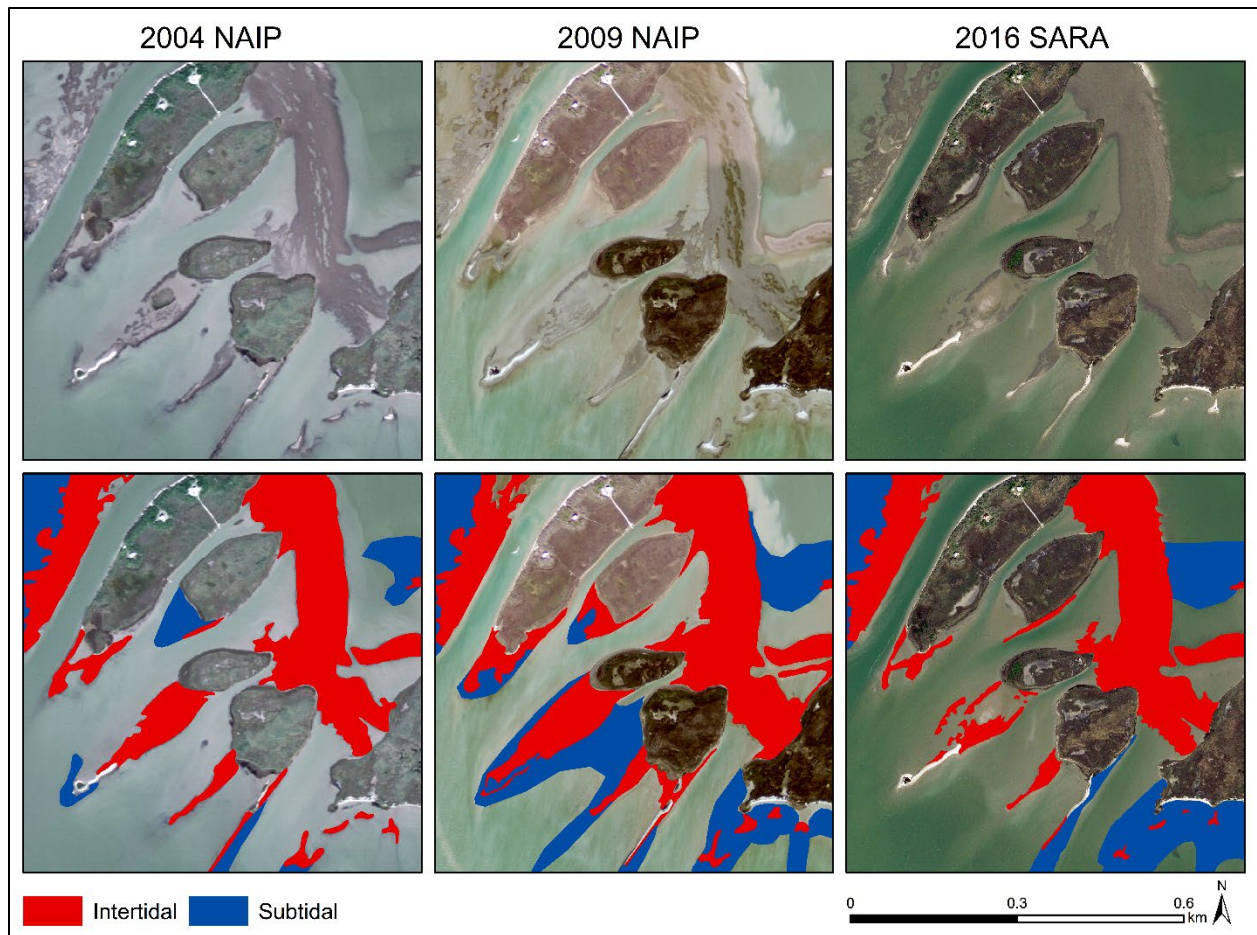 2004 NAIP
2009 NAIP
2016 SARA
Intertidal
Subtidal
0 0.3 0.6
km
N